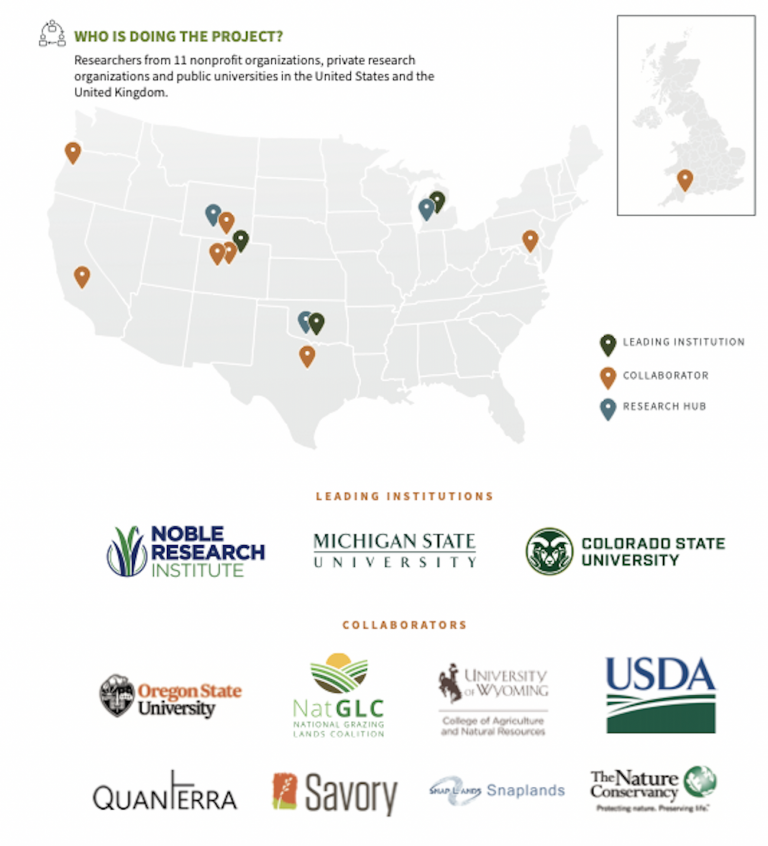 WHO IS DOING THE PROJECT?
Researchers from 11 nonprofit organizations, private research
organizations and public universities in the United States and the
United Kingdom.
LEADING INSTITUTION
COLLABORATOR
RESEARCH HUB
LEADING INSTITUTIONS
NOBLE
RESEARCH
INSTITUTE
MICHIGAN STATE
UNIVERSITY
COLORADO STATE
UNIVERSITY
COLLABORATORS
Oregon State
University
NatGLC
NATIONAL GRAZING
LANDS COALITION
UNIVERSITY
OF WYOMING
College of Agriculture
and Natural Resources
USDA
QUANTERRA
Savory
SNAPLANDS Snaplands
The Nature
Conservancy
Protecting nature. Preserving life.™